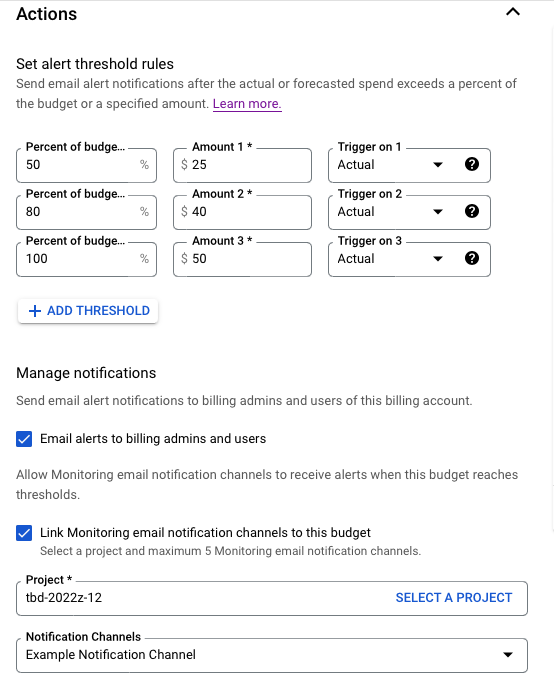 Actions
Set alert threshold rules
Send email alert notifications after the actual or forecasted spend exceeds a percent of
the budget or a specified amount. Learn more.
Percent of budge... Amount 1 * Trigger on 1
50 % $ 25 Actual
Percent of budge... Amount 2 * Trigger on 2
80 % $ 40 Actual
Percent of budge... Amount 3 * Trigger on 3
100 % $ 50 Actual
+ ADD THRESHOLD
Manage notifications
Send email alert notifications to billing admins and users of this billing account.
Email alerts to billing admins and users
Allow Monitoring email notification channels to receive alerts when this budget reaches
thresholds.
Link Monitoring email notification channels to this budget
Select a project and maximum 5 Monitoring email notification channels.
Project *
tbd-2022z-12 SELECT A PROJECT
Notification Channels
Example Notification Channel